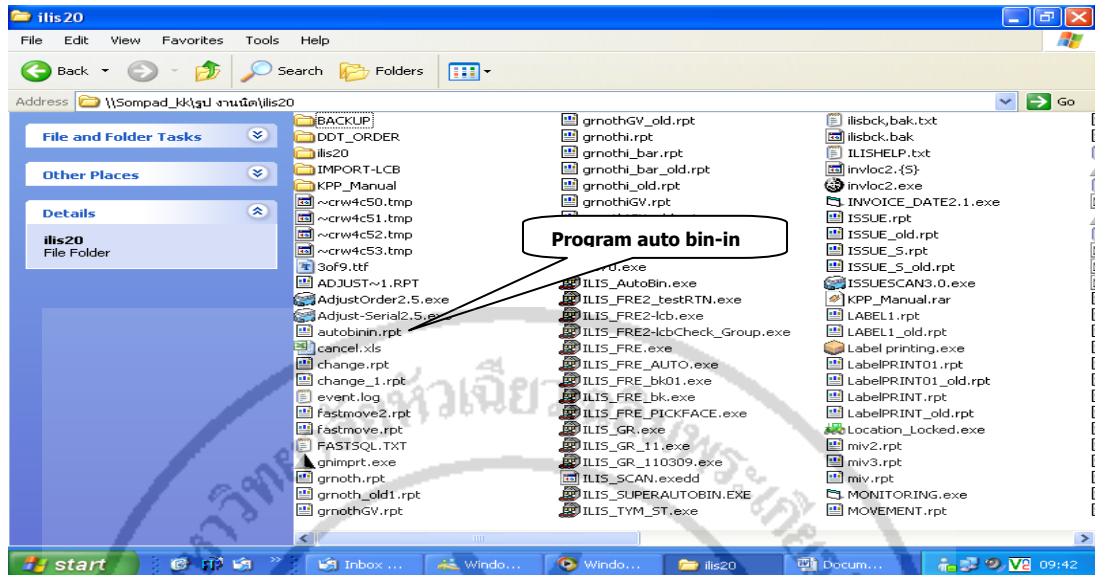 ilis20
File Edit View Favorites Tools Help
Back Search Folders
Address \\Sompad_kk\รูป งานนิต\ilis20 Go
File and Folder Tasks
Other Places
Details
ilis20
File Folder
BACKUP
DDT_ORDER
ilis20
IMPORT-LCB
KPP_Manual
~crw4c50.tmp
~crw4c51.tmp
~crw4c52.tmp
~crw4c53.tmp
3of9.ttf
ADJUST~1.RPT
AdjustOrder2.5.exe
Adjust-Serial2.5.exe
autobinin.rpt
cancel.xls
change.rpt
change_1.rpt
event.log
fastmove2.rpt
fastmove.rpt
FASTSQL.TXT
gnimprt.exe
grnoth.rpt
grnoth_old1.rpt
grnothGV.rpt
grnothGV_old.rpt
grnothi.rpt
grnothi_bar.rpt
grnothi_bar_old.rpt
grnothi_old.rpt
grnothiGV.rpt
Program auto bin-in
ILIS_AutoBin.exe
ILIS_FRE2_testRTN.exe
ILIS_FRE2-lcb.exe
ILIS_FRE2-lcbCheck_Group.exe
ILIS_FRE.exe
ILIS_FRE_AUTO.exe
ILIS_FRE_bk01.exe
ILIS_FRE_bk.exe
ILIS_FRE_PICKFACE.exe
ILIS_GR.exe
ILIS_GR_11.exe
ILIS_GR_110309.exe
ILIS_SCAN.exedd
ILIS_SUPERAUTOBIN.EXE
ILIS_TYM_ST.exe
ilisbck,bak.txt
ilisbck.bak
ILISHELP.txt
invloc2.{S}
invloc2.exe
INVOICE_DATE2.1.exe
ISSUE.rpt
ISSUE_old.rpt
ISSUE_S.rpt
ISSUE_S_old.rpt
ISSUESCAN3.0.exe
KPP_Manual.rar
LABEL1.rpt
LABEL1_old.rpt
Label printing.exe
LabelPRINT01.rpt
LabelPRINT01_old.rpt
LabelPRINT.rpt
LabelPRINT_old.rpt
Location_Locked.exe
miv2.rpt
miv3.rpt
miv.rpt
MONITORING.exe
MOVEMENT.rpt
start Inbox ... Windo... Windo... ilis20 Docum... 09:42